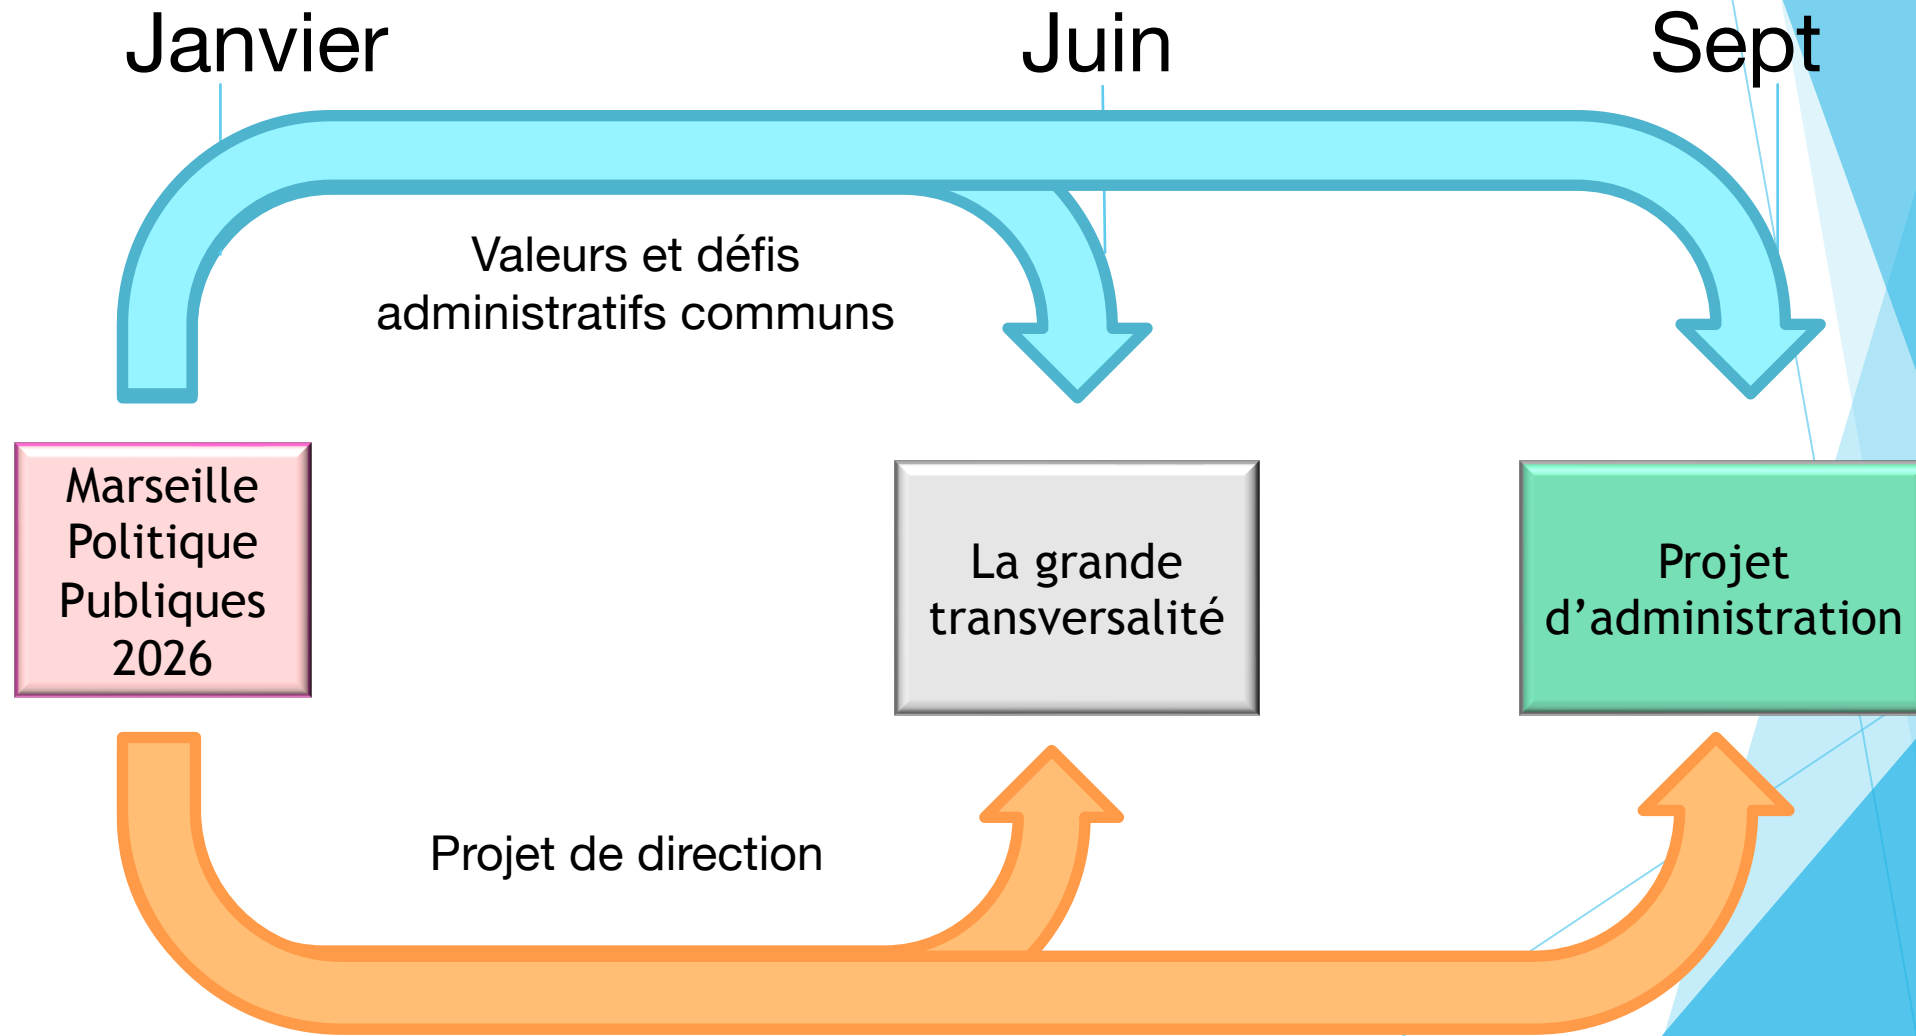 Janvier
Juin
Sept
Valeurs et défis
administratifs communs
Marseille
Politique
Publiques
2026
La grande
transversalité
Projet
d’administration
Projet de direction